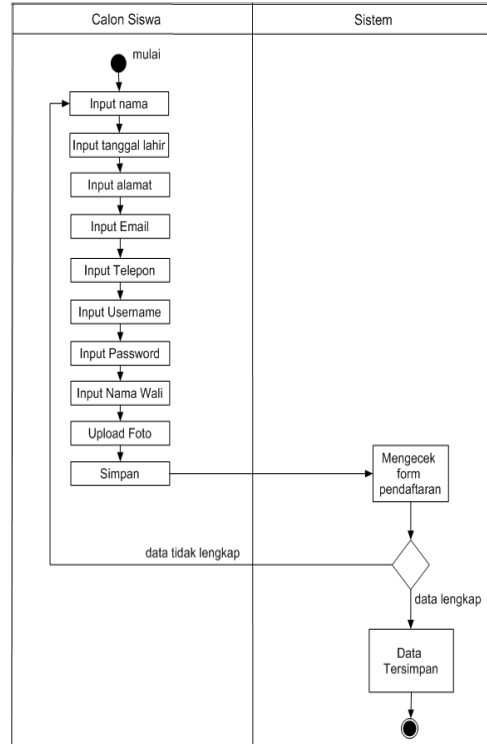 Calon Siswa
Sistem
mulai
Input nama
Input tanggal lahir
Input alamat
Input Email
Input Telepon
Input Username
Input Password
Input Nama Wali
Upload Foto
Simpan
Mengecek
form
pendaftaran
data tidak lengkap
data lengkap
Data
Tersimpan